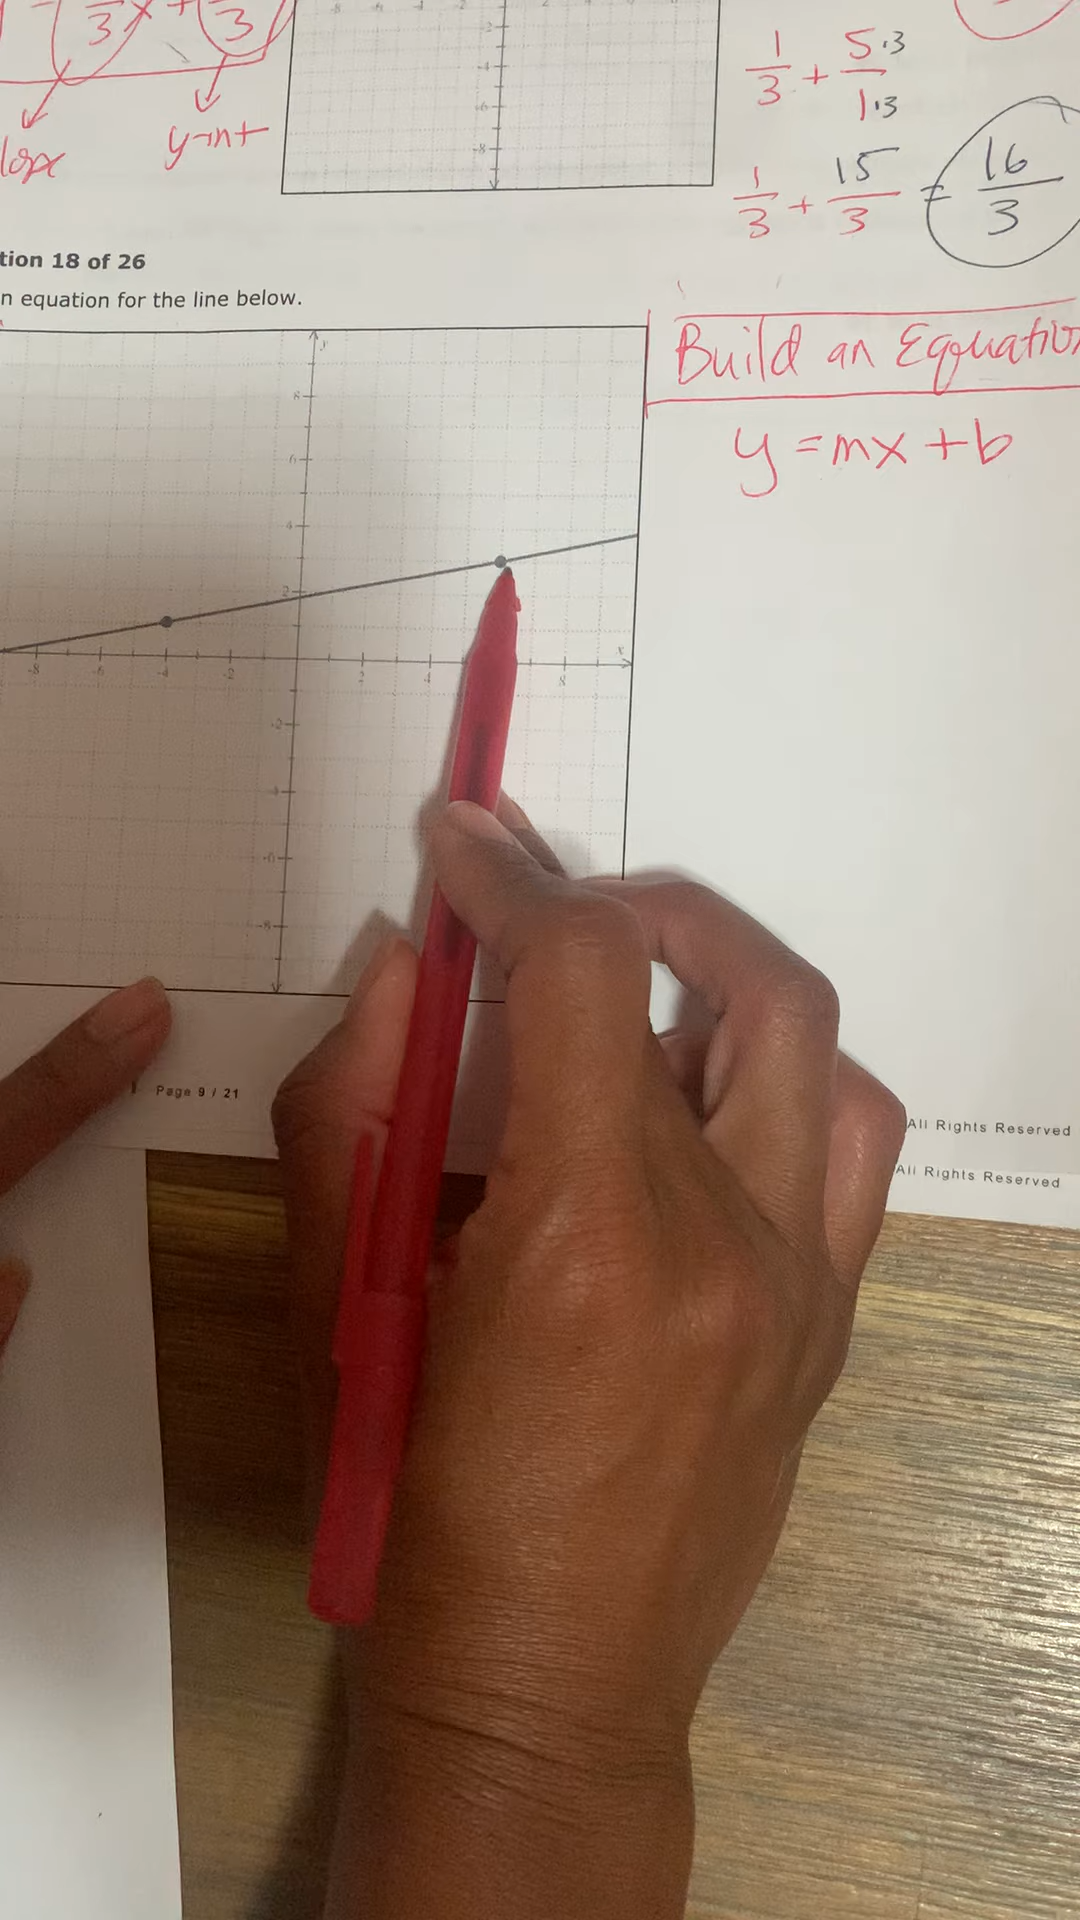 3 x + 3
lope y-int
1/3 + 5·3/1·3
1/3 + 15/3 = 16/3
tion 18 of 26
n equation for the line below.
Build an Equation
y = mx + b
y
8
6
4
2
x
-8 -6 -4 -2 2 4 8
-2
-4
-6
-8
Page 9 / 21
All Rights Reserved
All Rights Reserved